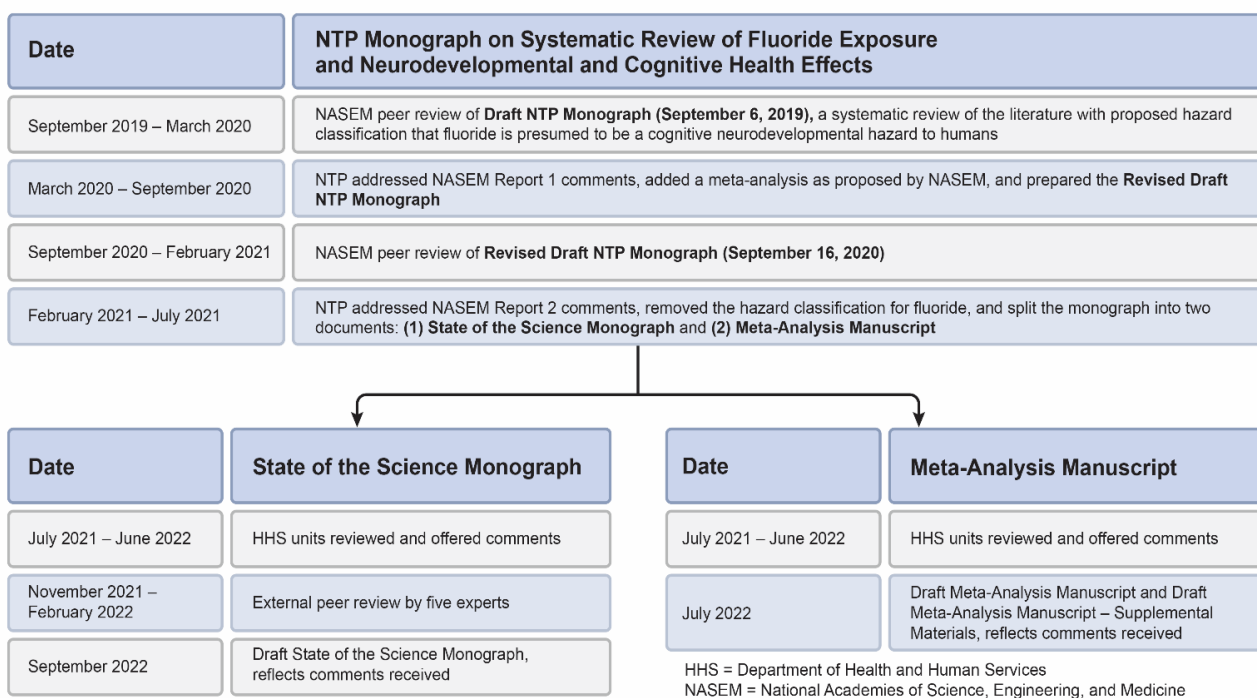 Date
NTP Monograph on Systematic Review of Fluoride Exposure
and Neurodevelopmental and Cognitive Health Effects
September 2019 – March 2020
NASEM peer review of Draft NTP Monograph (September 6, 2019), a systematic review of the literature with proposed hazard
classification that fluoride is presumed to be a cognitive neurodevelopmental hazard to humans
March 2020 – September 2020
NTP addressed NASEM Report 1 comments, added a meta-analysis as proposed by NASEM, and prepared the Revised Draft
NTP Monograph
September 2020 – February 2021
NASEM peer review of Revised Draft NTP Monograph (September 16, 2020)
February 2021 – July 2021
NTP addressed NASEM Report 2 comments, removed the hazard classification for fluoride, and split the monograph into two
documents: (1) State of the Science Monograph and (2) Meta-Analysis Manuscript
Date
State of the Science Monograph
July 2021 – June 2022
HHS units reviewed and offered comments
November 2021 –
February 2022
External peer review by five experts
September 2022
Draft State of the Science Monograph,
reflects comments received
Date
Meta-Analysis Manuscript
July 2021 – June 2022
HHS units reviewed and offered comments
July 2022
Draft Meta-Analysis Manuscript and Draft
Meta-Analysis Manuscript – Supplemental
Materials, reflects comments received
HHS = Department of Health and Human Services
NASEM = National Academies of Science, Engineering, and Medicine